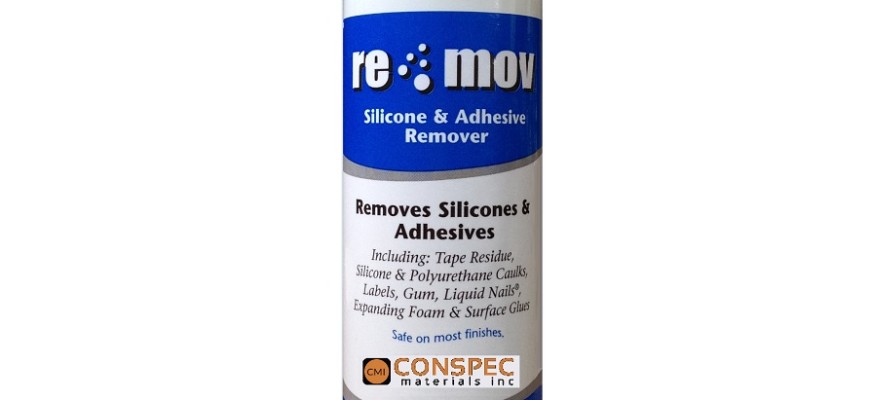 re mov
Silicone & Adhesive
Remover
Removes Silicones &
Adhesives
Including: Tape Residue,
Silicone & Polyurethane Caulks,
Labels, Gum, Liquid Nails®,
Expanding Foam & Surface Glues
Safe on most finishes.
CMI CONSPEC
materials inc